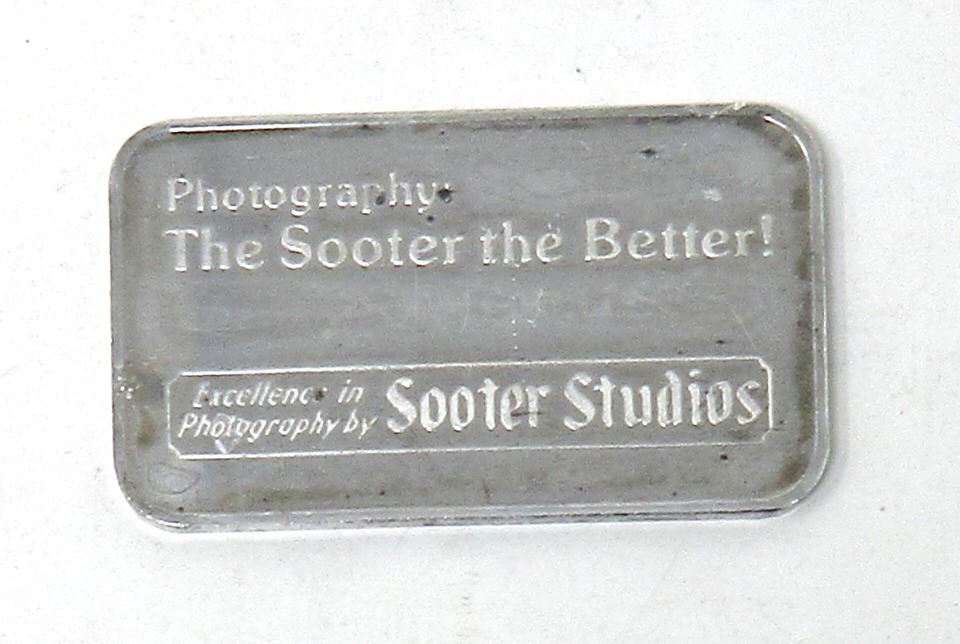 Photography:
The Sooter the Better!
Excellence in
Photography by
Sooter Studios